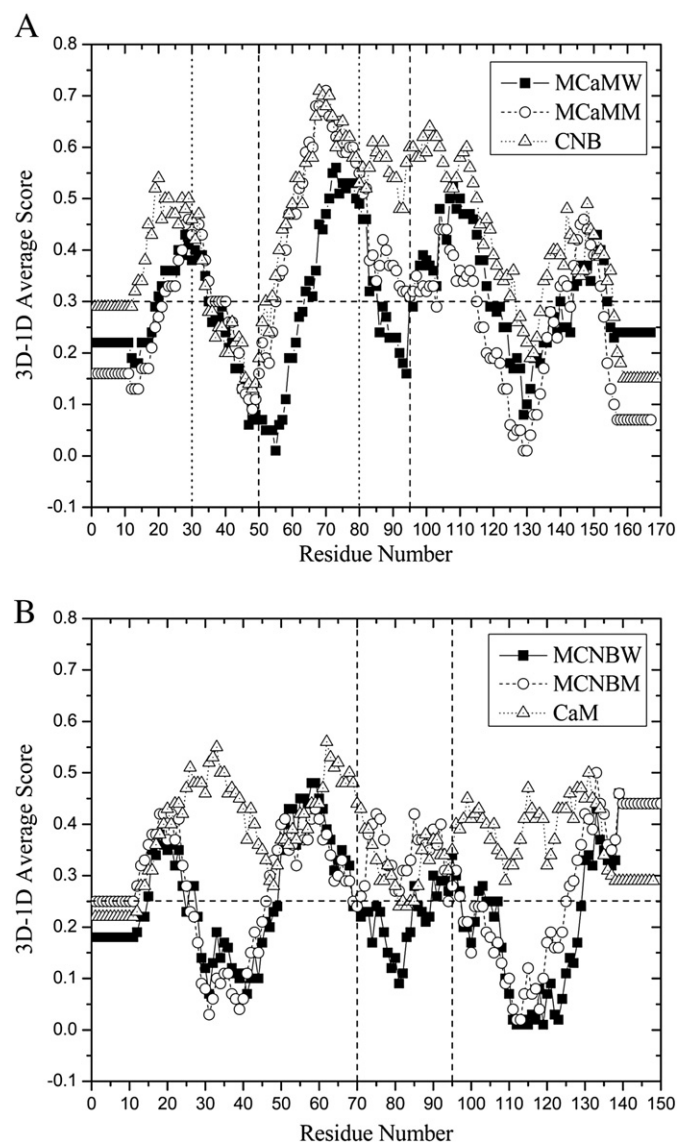 A
0.8
0.7
0.6
0.5
0.4
0.3
0.2
0.1
0.0
-0.1
3D-1D Average Score
MCaMW
MCaMM
CNB
0 10 20 30 40 50 60 70 80 90 100 110 120 130 140 150 160 170
Residue Number
B
0.8
0.7
0.6
0.5
0.4
0.3
0.2
0.1
0.0
-0.1
3D-1D Average Score
MCNBW
MCNBM
CaM
0 10 20 30 40 50 60 70 80 90 100 110 120 130 140 150
Residue Number